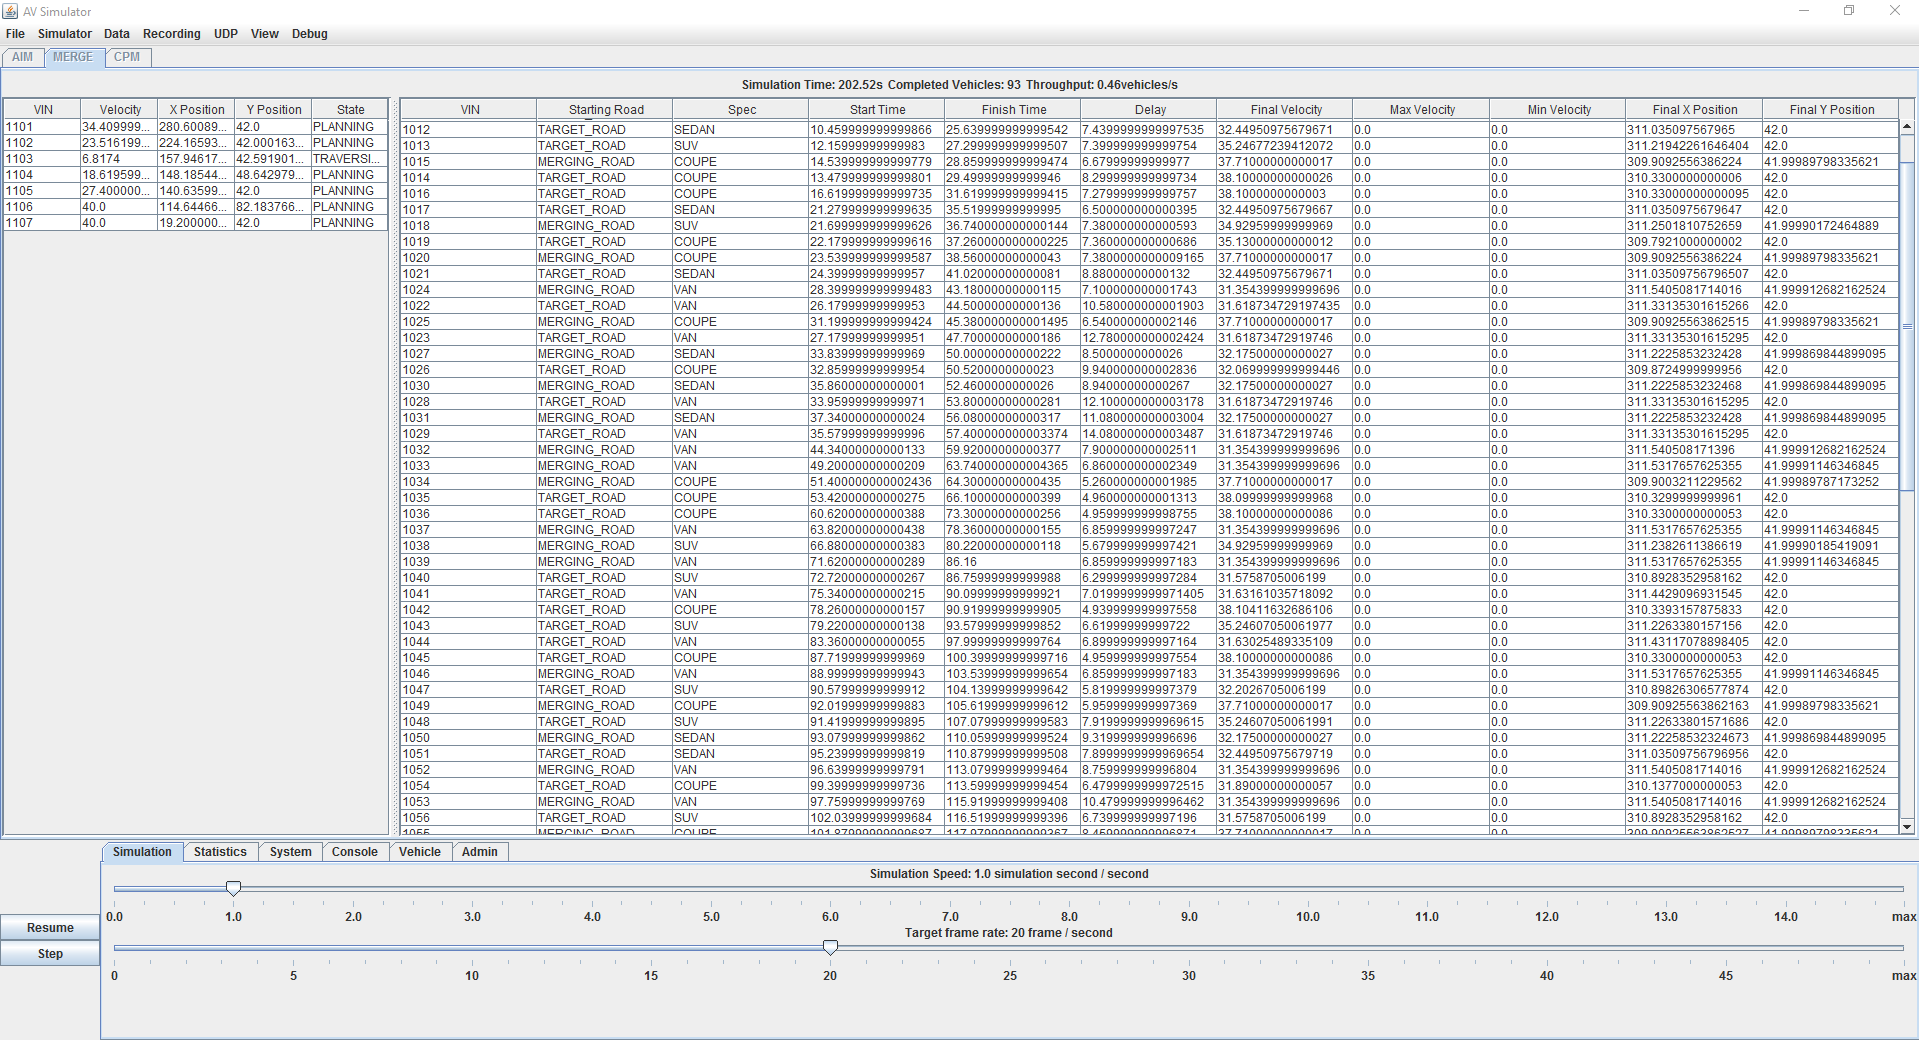 AV Simulator
File Simulator Data Recording UDP View Debug
AIM MERGE CPM
Simulation Time: 202.52s Completed Vehicles: 93 Throughput: 0.46vehicles/s
VIN Velocity X Position Y Position State
1101 34.409999... 280.60089... 42.0 PLANNING
1102 23.516199... 224.16593... 42.000163... PLANNING
1103 6.8174 157.94617... 42.591901... TRAVERSI...
1104 18.619599... 148.18544... 48.642979... PLANNING
1105 27.400000... 140.63599... 42.0 PLANNING
1106 40.0 114.64466... 82.183766... PLANNING
1107 40.0 19.200000... 42.0 PLANNING
VIN Starting Road Spec Start Time Finish Time Delay Final Velocity Max Velocity Min Velocity Final X Position Final Y Position
1012 TARGET_ROAD SEDAN 10.459999999999866 25.639999999999542 7.4399999999997535 32.44950975679671 0.0 0.0 311.035097567965 42.0
1013 TARGET_ROAD SUV 12.159999999999983 27.299999999999507 7.399999999999754 35.24677239412072 0.0 0.0 311.21942261646404 42.0
1015 MERGING_ROAD COUPE 14.539999999999779 28.859999999999474 6.67999999999977 37.71000000000017 0.0 0.0 309.90925563386224 41.99989798335621
1014 TARGET_ROAD COUPE 13.479999999999801 29.49999999999946 8.299999999999734 38.10000000000026 0.0 0.0 310.33000000000006 42.0
1016 TARGET_ROAD COUPE 16.619999999999735 31.619999999999415 7.279999999999757 38.1000000000003 0.0 0.0 310.330000000000095 42.0
1017 TARGET_ROAD SEDAN 21.279999999999635 35.51999999999995 6.500000000000395 32.44950975679667 0.0 0.0 311.0350975679647 42.0
1018 MERGING_ROAD SUV 21.699999999999626 36.740000000000144 7.380000000000593 34.92959999999969 0.0 0.0 311.2501810752659 41.99990172464889
1019 TARGET_ROAD COUPE 22.179999999999616 37.260000000000225 7.360000000000686 35.13000000000012 0.0 0.0 309.79210000000002 42.0
1020 MERGING_ROAD COUPE 23.539999999999587 38.56000000000043 7.3800000000009165 37.71000000000017 0.0 0.0 309.9092556386224 41.99989798335621
1021 TARGET_ROAD SEDAN 24.39999999999957 41.02000000000081 8.880000000000132 32.44950975679671 0.0 0.0 311.03509756796507 42.0
1024 MERGING_ROAD VAN 28.399999999999483 43.18000000000115 7.100000000001743 31.354399999999696 0.0 0.0 311.5405081714016 41.999912682162524
1022 TARGET_ROAD VAN 26.17999999999953 44.50000000000136 10.580000000001903 31.618734729197435 0.0 0.0 311.33135301615266 42.0
1025 MERGING_ROAD COUPE 31.199999999999424 45.380000000001495 6.540000000002146 37.71000000000017 0.0 0.0 309.90925563862515 41.99989798335621
1023 TARGET_ROAD VAN 27.17999999999951 47.70000000000186 12.780000000002424 31.61873472919746 0.0 0.0 311.33135301615295 42.0
1027 MERGING_ROAD SEDAN 33.83999999999969 50.00000000000222 8.50000000000026 32.17500000000027 0.0 0.0 311.2225853232428 41.999869844899095
1026 TARGET_ROAD COUPE 32.85999999999954 50.5200000000023 9.940000000002836 32.069999999999446 0.0 0.0 309.8724999999956 42.0
1030 MERGING_ROAD SEDAN 35.86000000000001 52.4600000000026 8.94000000000267 32.17500000000027 0.0 0.0 311.2225853232468 41.999869844899095
1028 TARGET_ROAD VAN 33.95999999999971 53.80000000000281 12.100000000003178 31.61873472919746 0.0 0.0 311.33135301615295 42.0
1031 MERGING_ROAD SEDAN 37.34000000000024 56.08000000000317 11.080000000003004 32.17500000000027 0.0 0.0 311.2225853232428 41.999869844899095
1029 TARGET_ROAD VAN 35.57999999999996 57.400000000003374 14.080000000003487 31.61873472919746 0.0 0.0 311.33135301615295 42.0
1032 MERGING_ROAD VAN 44.34000000000133 59.92000000000377 7.900000000002511 31.354399999999696 0.0 0.0 311.540508171396 41.999912682162524
1033 MERGING_ROAD VAN 49.20000000000209 63.740000000004365 6.860000000002349 31.354399999999696 0.0 0.0 311.5317657625355 41.99991146346845
1034 MERGING_ROAD COUPE 51.400000000002436 64.30000000000435 5.260000000001985 37.71000000000017 0.0 0.0 309.9003211229562 41.99989787173252
1035 TARGET_ROAD COUPE 53.42000000000275 66.10000000000399 4.960000000001313 38.09999999999968 0.0 0.0 310.3299999999961 42.0
1036 TARGET_ROAD COUPE 60.62000000000388 73.30000000000256 4.959999999998755 38.10000000000086 0.0 0.0 310.3300000000053 42.0
1037 MERGING_ROAD VAN 63.82000000000438 78.36000000000155 6.859999999997247 31.354399999999696 0.0 0.0 311.5317657625355 41.99991146346845
1038 MERGING_ROAD SUV 66.88000000000383 80.22000000000118 5.679999999997421 34.92959999999969 0.0 0.0 311.2382611386619 41.99990185419091
1039 MERGING_ROAD VAN 71.62000000000289 86.16 6.859999999997183 31.354399999999696 0.0 0.0 311.5317657625355 41.99991146346845
1040 TARGET_ROAD SUV 72.72000000000267 86.75999999999988 6.299999999997284 31.5758705006199 0.0 0.0 310.8928352958162 42.0
1041 TARGET_ROAD VAN 75.34000000000215 90.09999999999921 7.0199999999971405 31.63161035718092 0.0 0.0 311.4429096931545 42.0
1042 TARGET_ROAD COUPE 78.26000000000157 90.91999999999905 4.939999999997558 38.10411632686106 0.0 0.0 310.3393157875833 42.0
1043 TARGET_ROAD SUV 79.22000000000138 93.57999999999852 6.61999999999722 35.2460705061977 0.0 0.0 311.2263380157156 42.0
1044 TARGET_ROAD VAN 83.36000000000055 97.99999999999764 6.899999999997164 31.63025489335109 0.0 0.0 311.43117078898405 42.0
1045 TARGET_ROAD COUPE 87.71999999999969 100.39999999999716 4.959999999997554 38.10000000000086 0.0 0.0 310.3300000000053 42.0
1046 MERGING_ROAD VAN 88.99999999999943 103.53999999999654 6.859999999997183 31.354399999999696 0.0 0.0 311.5317657625355 41.99991146346845
1047 TARGET_ROAD SUV 90.57999999999912 104.13999999999642 5.819999999997379 32.2026705006199 0.0 0.0 310.89826306577874 42.0
1049 MERGING_ROAD COUPE 92.01999999999883 105.61999999999612 5.95999999997369 37.71000000000017 0.0 0.0 309.90925563862163 41.99989798335621
1048 TARGET_ROAD SUV 91.41999999999895 107.07999999999583 7.9199999999969615 35.24607050061991 0.0 0.0 311.22633801571686 42.0
1050 MERGING_ROAD SEDAN 93.07999999999862 110.05999999999524 9.3199999999996696 32.17500000000027 0.0 0.0 311.22258532324673 41.999869844899095
1051 TARGET_ROAD SEDAN 95.23999999999819 110.87999999999508 7.8999999999969654 32.44950975679719 0.0 0.0 311.03509756796956 42.0
1052 MERGING_ROAD VAN 96.63999999999791 113.07999999999464 8.759999999996804 31.354399999999696 0.0 0.0 311.5405081714016 41.999912682162524
1054 TARGET_ROAD COUPE 99.39999999999736 113.59999999999454 6.4799999999972515 31.89000000000057 0.0 0.0 310.1377000000053 42.0
1053 MERGING_ROAD VAN 97.75999999999769 115.91999999999408 10.479999999996462 31.354399999999696 0.0 0.0 311.5405081714016 41.999912682162524
1056 TARGET_ROAD SUV 102.03999999999684 116.51999999999396 6.739999999997196 31.5758705006199 0.0 0.0 310.8928352958162 42.0
1055 MERGING_ROAD COUPE 101.87999999999687 117.97999999999367 8.459999999996871 37.71000000000017 0.0 0.0 309.90925563862527 41.99989798335621
Simulation Statistics System Console Vehicle Admin
Simulation Speed: 1.0 simulation second / second
0.0 1.0 2.0 3.0 4.0 5.0 6.0 7.0 8.0 9.0 10.0 11.0 12.0 13.0 14.0 max
Resume
Target frame rate: 20 frame / second
Step
0 5 10 15 20 25 30 35 40 45 max